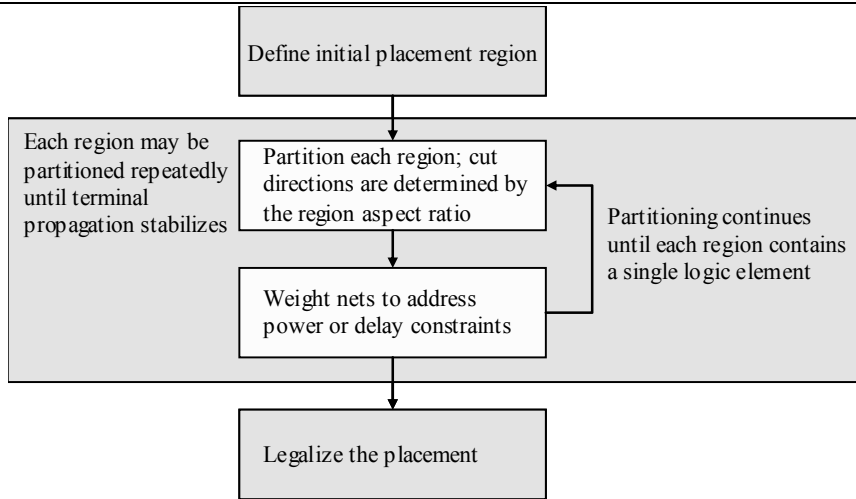 Define initial placement region
Each region may be
partitioned repeatedly
until terminal
propagation stabilizes
Partition each region; cut
directions are determined by
the region aspect ratio
Partitioning continues
until each region contains
a single logic element
Weight nets to address
power or delay constraints
Legalize the placement